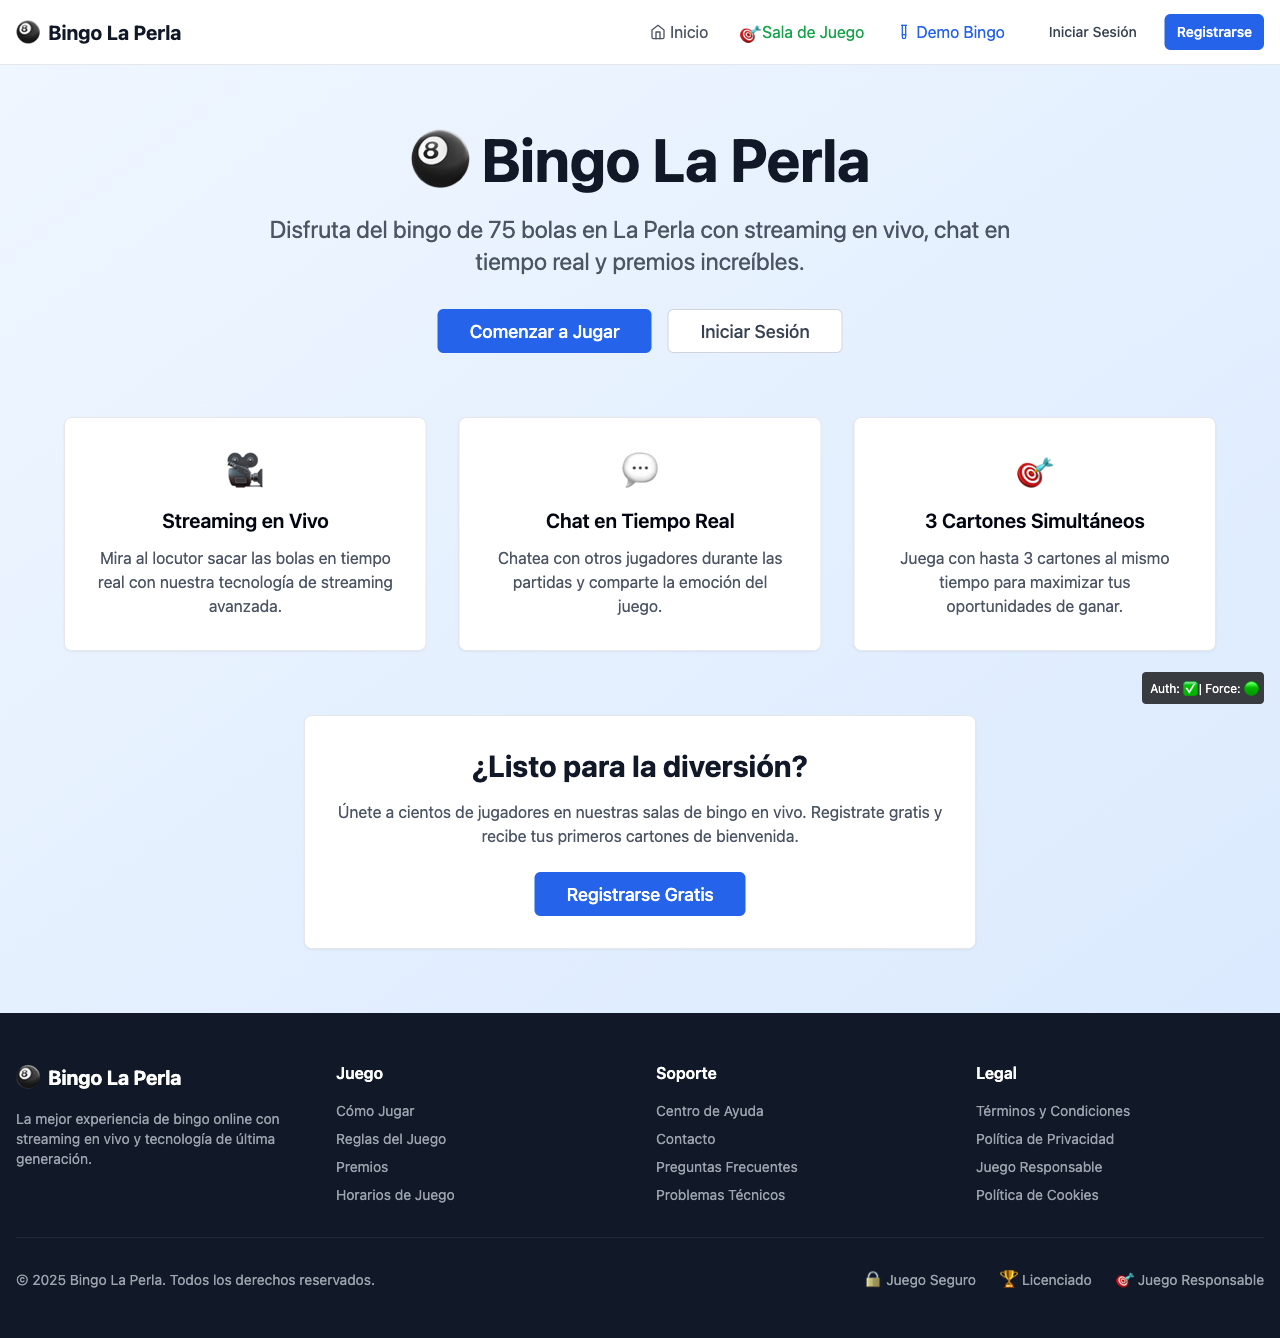 Bingo La Perla
Inicio
Sala de Juego
Demo Bingo
Iniciar Sesión
Registrarse
8 Bingo La Perla
Disfruta del bingo de 75 bolas en La Perla con streaming en vivo, chat en
tiempo real y premios increíbles.
Comenzar a Jugar
Iniciar Sesión
Streaming en Vivo
Mira al locutor sacar las bolas en tiempo
real con nuestra tecnología de streaming
avanzada.
Chat en Tiempo Real
Chatea con otros jugadores durante las
partidas y comparte la emoción del
juego.
3 Cartones Simultáneos
Juega con hasta 3 cartones al mismo
tiempo para maximizar tus
oportunidades de ganar.
Auth: ✅| Force: 🟢
¿Listo para la diversión?
Únete a cientos de jugadores en nuestras salas de bingo en vivo. Registrate gratis y
recibe tus primeros cartones de bienvenida.
Registrarse Gratis
Bingo La Perla
La mejor experiencia de bingo online con
streaming en vivo y tecnología de última
generación.
Juego
Cómo Jugar
Reglas del Juego
Premios
Horarios de Juego
Soporte
Centro de Ayuda
Contacto
Preguntas Frecuentes
Problemas Técnicos
Legal
Términos y Condiciones
Política de Privacidad
Juego Responsable
Política de Cookies
© 2025 Bingo La Perla. Todos los derechos reservados.
Juego Seguro
Licenciado
Juego Responsable